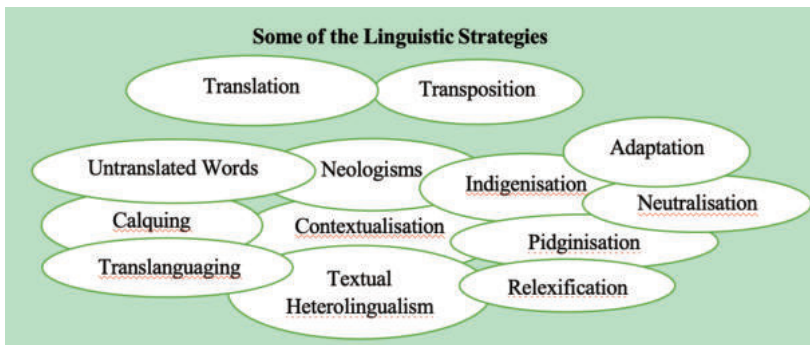 Some of the Linguistic Strategies
Translation
Transposition
Adaptation
Untranslated Words
Neologisms
Indigenisation
Neutralisation
Calquing
Contextualisation
Pidginisation
Translanguaging
Textual
Heterolingualism
Relexification